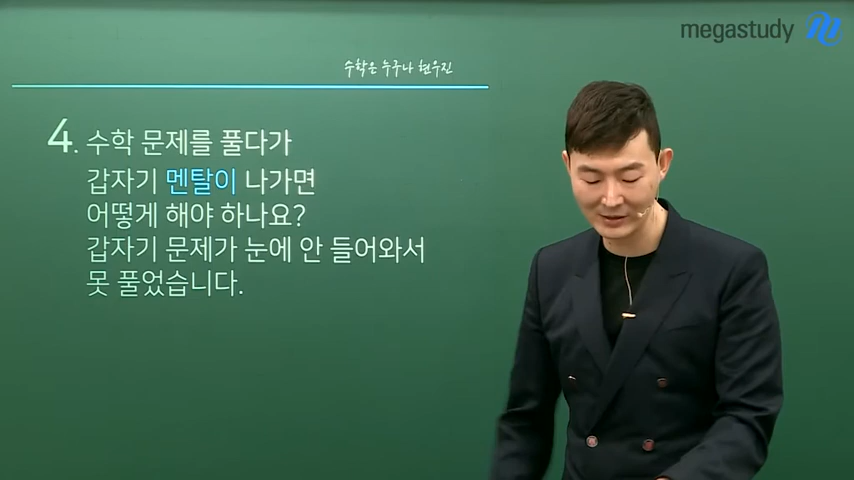 megastudy
수학은 누구나 현우진
4. 수학 문제를 풀다가
갑자기 멘탈이 나가면
어떻게 해야 하나요?
갑자기 문제가 눈에 안 들어와서
못 풀었습니다.